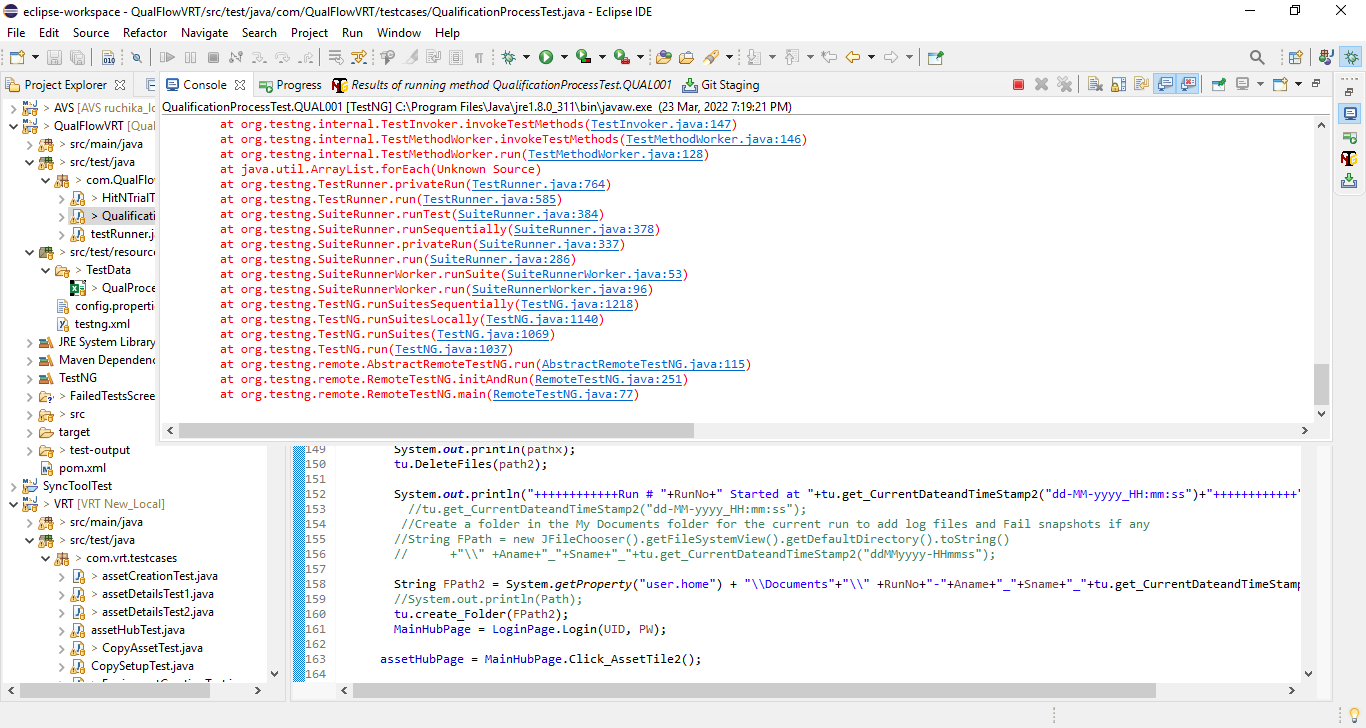 eclipse-workspace - QualFlowVRT/src/test/java/com/QualFlowVRT/testcases/QualificationProcessTest.java - Eclipse IDE
File Edit Source Refactor Navigate Search Project Run Window Help
Project Explorer
Console Progress Results of running method QualificationProcessTest.QUAL001 Git Staging
QualificationProcessTest.QUAL001 [TestNG] C:\Program Files\Java\jre1.8.0_311\bin\javaw.exe (23 Mar, 2022 7:19:21 PM)
at org.testng.internal.TestInvoker.invokeTestMethods(TestInvoker.java:147)
at org.testng.internal.TestMethodWorker.invokeTestMethods(TestMethodWorker.java:146)
at org.testng.internal.TestMethodWorker.run(TestMethodWorker.java:128)
at java.util.ArrayList.forEach(Unknown Source)
at org.testng.TestRunner.privateRun(TestRunner.java:764)
at org.testng.TestRunner.run(TestRunner.java:585)
at org.testng.SuiteRunner.runTest(SuiteRunner.java:384)
at org.testng.SuiteRunner.runSequentially(SuiteRunner.java:378)
at org.testng.SuiteRunner.privateRun(SuiteRunner.java:337)
at org.testng.SuiteRunner.run(SuiteRunner.java:286)
at org.testng.SuiteRunnerWorker.runSuite(SuiteRunnerWorker.java:53)
at org.testng.SuiteRunnerWorker.run(SuiteRunnerWorker.java:96)
at org.testng.TestNG.runSuitesSequentially(TestNG.java:1218)
at org.testng.TestNG.runSuitesLocally(TestNG.java:1140)
at org.testng.TestNG.runSuites(TestNG.java:1069)
at org.testng.TestNG.run(TestNG.java:1037)
at org.testng.remote.AbstractRemoteTestNG.run(AbstractRemoteTestNG.java:115)
at org.testng.remote.RemoteTestNG.initAndRun(RemoteTestNG.java:251)
at org.testng.remote.RemoteTestNG.main(RemoteTestNG.java:77)
> AVS [AVS ruchika_lo
> QualFlowVRT [Qual
> src/main/java
> src/test/java
> com.QualFlo
> HitNTrialT
> Qualificati
testRunner.j
> src/test/resourc
> TestData
> QualProce
config.properti
testng.xml
JRE System Library
Maven Dependenc
TestNG
> FailedTestsScree
> src
target
> test-output
pom.xml
SyncToolTest
> VRT [VRT New_Local]
> src/main/java
> src/test/java
> com.vrt.testcases
> assetCreationTest.java
> assetDetailsTest1.java
> assetDetailsTest2.java
assetHubTest.java
> CopyAssetTest.java
CopySetupTest.java
149 System.out.println(pathx);
150 tu.DeleteFiles(path2);
151
152 System.out.println("++++++++++++Run # "+RunNo+" Started at "+tu.get_CurrentDateandTimeStamp2("dd-MM-yyyy_HH:mm:ss")+"++++++++++++"
153 //tu.get_CurrentDateandTimeStamp2("dd-MM-yyyy_HH:mm:ss");
154 //Create a folder in the My Documents folder for the current run to add log files and Fail snapshots if any
155 //String FPath = new JFileChooser().getFileSystemView().getDefaultDirectory().toString()
156 // +"\\" +Aname+"_"+Sname+"_"+tu.get_CurrentDateandTimeStamp2("ddMMyyyy-HHmmss");
157
158 String FPath2 = System.getProperty("user.home") + "\\Documents"+"\\" +RunNo+"-"+Aname+"_"+Sname+"_"+tu.get_CurrentDateandTimeStamp
159 //System.out.println(Path);
160 tu.create_Folder(FPath2);
161 MainHubPage = LoginPage.Login(UID, PW);
162
163 assetHubPage = MainHubPage.Click_AssetTile2();
164